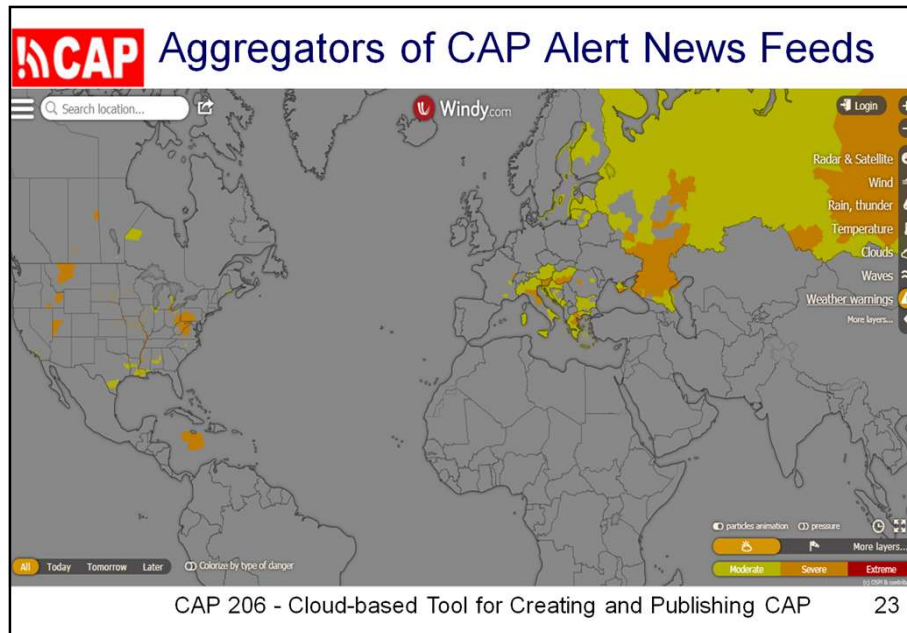 CAP Aggregators of CAP Alert News Feeds
Search location...
Windy.com
Login
Radar & Satellite
Wind
Rain, thunder
Temperature
Clouds
Waves
Weather warnings
More layers...
particles animation pressure
More layers...
All Today Tomorrow Later Colorize by type of danger
Moderate Severe Extreme
CAP 206 - Cloud-based Tool for Creating and Publishing CAP 23